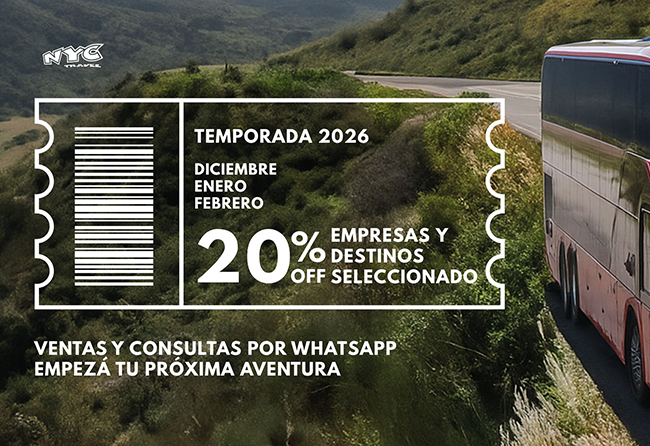 NYC
TRAVEL
TEMPORADA 2026
DICIEMBRE
ENERO
FEBRERO
20% OFF
EMPRESAS Y
DESTINOS
SELECCIONADO
VENTAS Y CONSULTAS POR WHATSAPP
EMPEZÁ TU PRÓXIMA AVENTURA